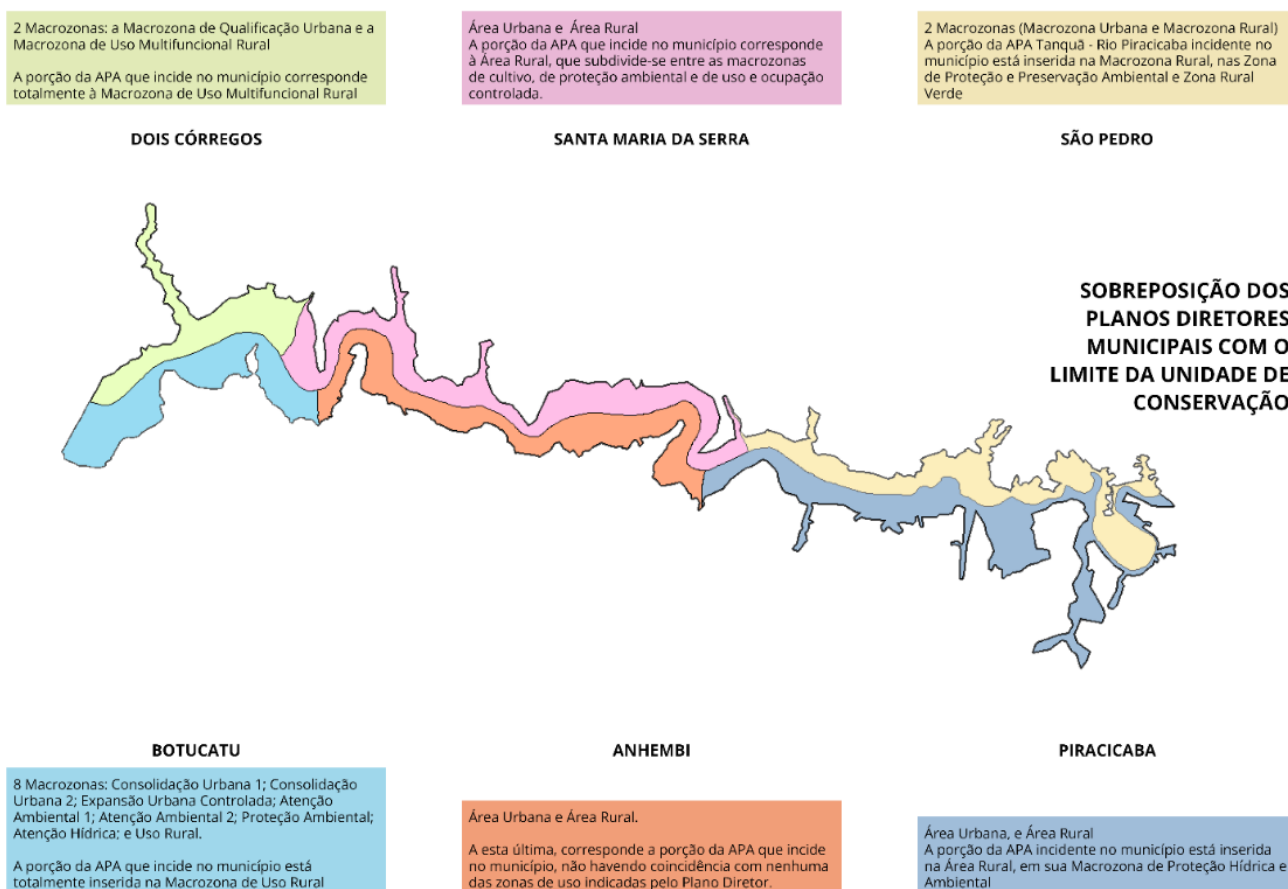 2 Macrozonas: a Macrozona de Qualificação Urbana e a
Macrozona de Uso Multifuncional Rural
A porção da APA que incide no município corresponde
totalmente à Macrozona de Uso Multifuncional Rural
DOIS CÓRREGOS
Área Urbana e Área Rural
A porção da APA que incide no município corresponde
à Área Rural, que subdivide-se entre as macrozonas
de cultivo, de proteção ambiental e de uso e ocupação
controlada.
SANTA MARIA DA SERRA
2 Macrozonas (Macrozona Urbana e Macrozona Rural)
A porção da APA Tanquã - Rio Piracicaba incidente no
município está inserida na Macrozona Rural, nas Zona
de Proteção e Preservação Ambiental e Zona Rural
Verde
SÃO PEDRO
SOBREPOSIÇÃO DOS
PLANOS DIRETORES
MUNICIPAIS COM O
LIMITE DA UNIDADE DE
CONSERVAÇÃO
BOTUCATU
8 Macrozonas: Consolidação Urbana 1; Consolidação
Urbana 2; Expansão Urbana Controlada; Atenção
Ambiental 1; Atenção Ambiental 2; Proteção Ambiental;
Atenção Hídrica; e Uso Rural.
A porção da APA que incide no município está
totalmente inserida na Macrozona de Uso Rural
ANHEMBI
Área Urbana e Área Rural.
A esta última, corresponde a porção da APA que incide
no município, não havendo coincidência com nenhuma
das zonas de uso indicadas pelo Plano Diretor.
PIRACICABA
Área Urbana, e Área Rural
A porção da APA incidente no município está inserida
na Área Rural, em sua Macrozona de Proteção Hídrica e
Ambiental